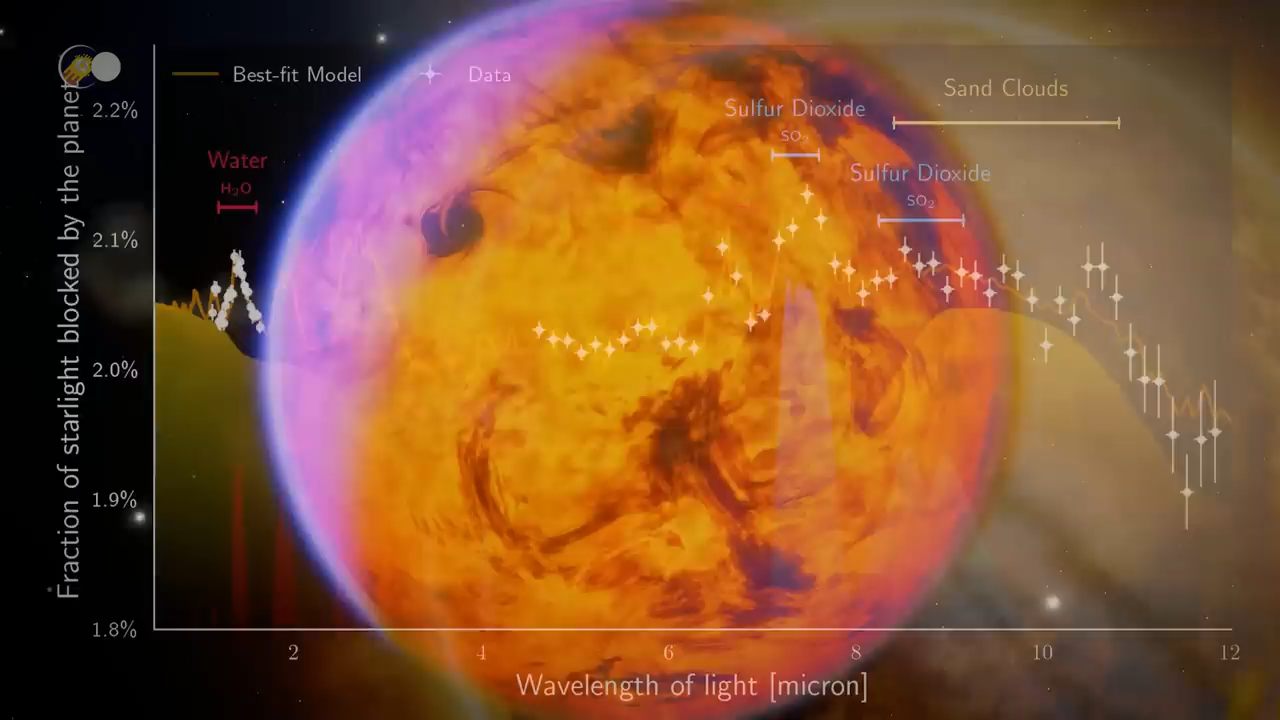 Best-fit Model
Data
Sand Clouds
Sulfur Dioxide
SO₂
Sulfur Dioxide
SO₂
Water
H₂O
Fraction of starlight blocked by the planet
2.2%
2.1%
2.0%
1.9%
1.8%
2
4
6
8
10
12
Wavelength of light [micron]